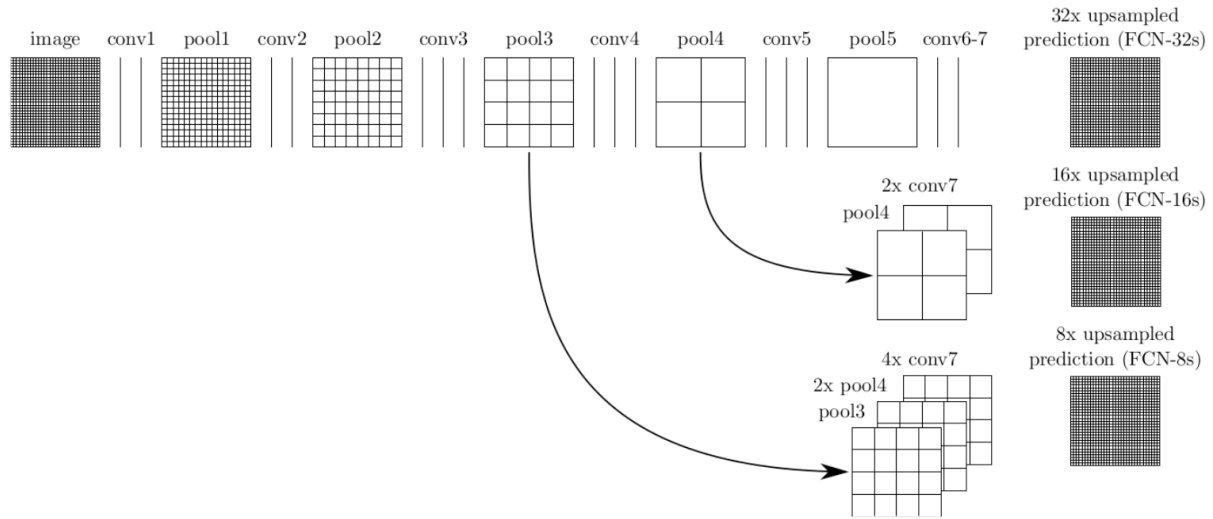 image conv1 pool1 conv2 pool2 conv3 pool3 conv4 pool4 conv5 pool5 conv6-7
32x upsampled
prediction (FCN-32s)
2x conv7
pool4
16x upsampled
prediction (FCN-16s)
4x conv7
2x pool4
pool3
8x upsampled
prediction (FCN-8s)